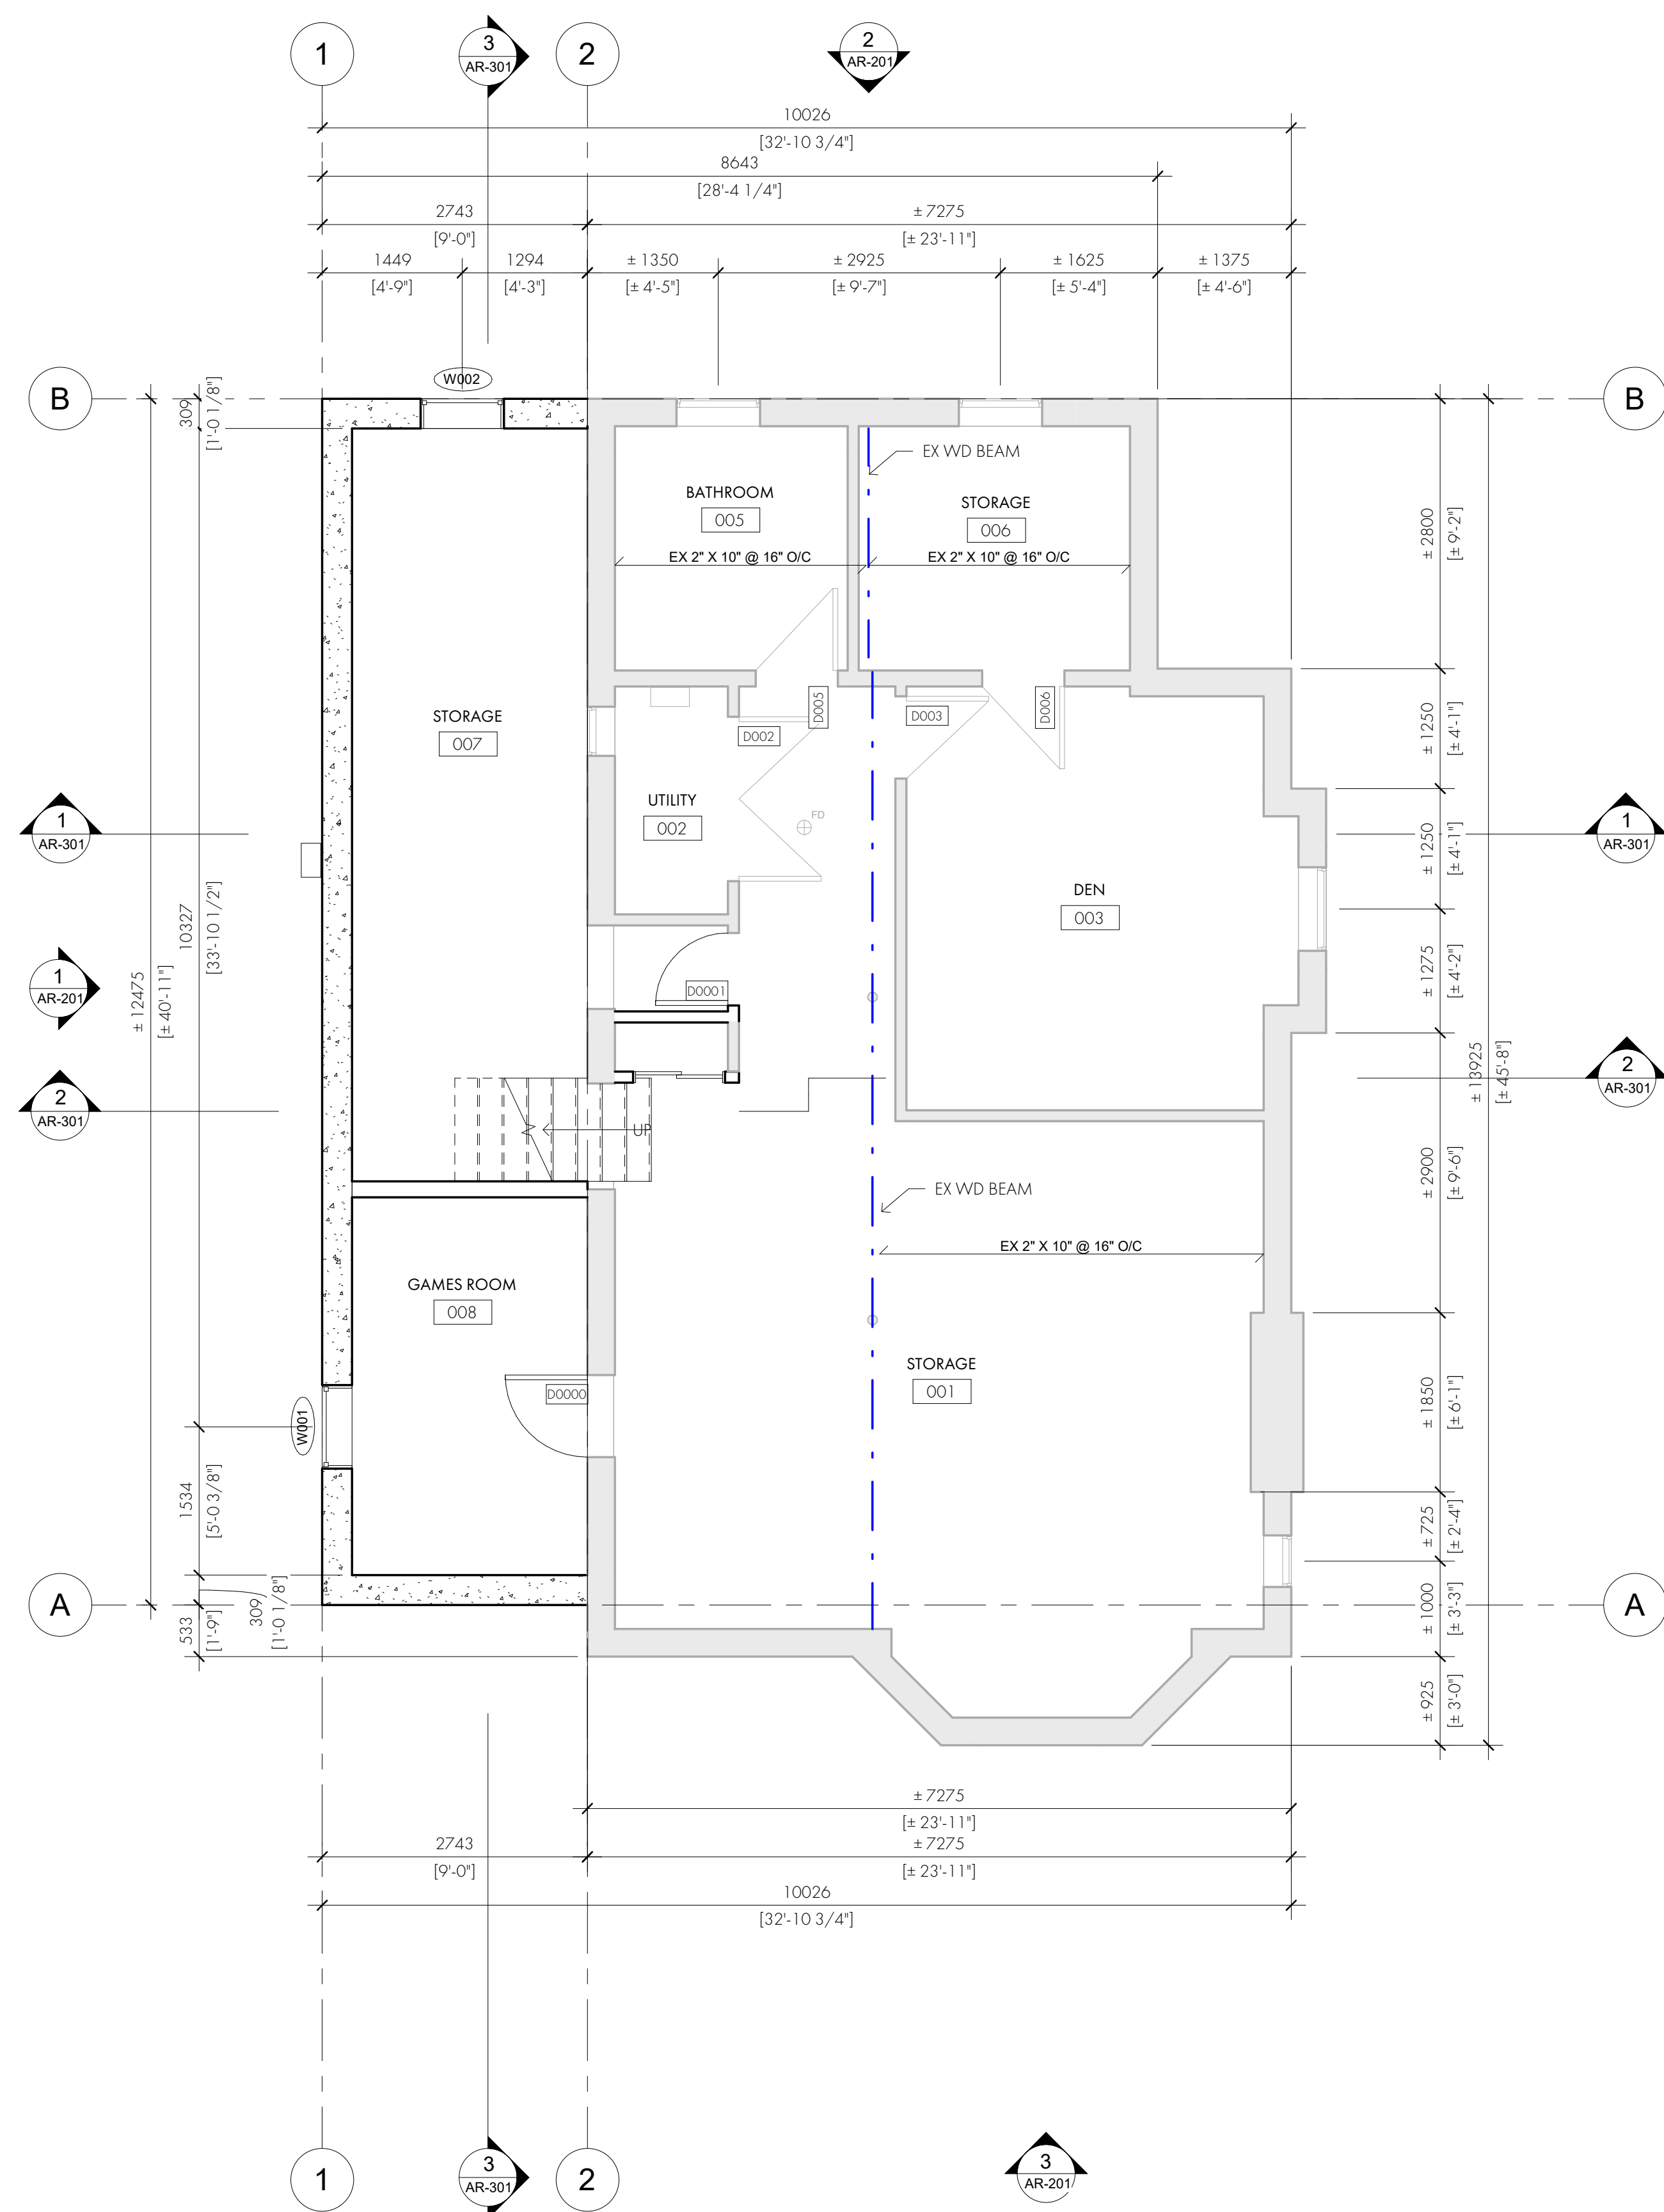 1
3
AR-301
2
2
AR-201
10026
[32'-10 3/4"]
8643
[28'-4 1/4"]
2743
[9'-0"]
± 7275
[± 23'-11"]
1449
[4'-9"]
1294
[4'-3"]
± 1350
[± 4'-5"]
± 2925
[± 9'-7"]
± 1625
[± 5'-4"]
± 1375
[± 4'-6"]
W002
B
B
309
[1'-0 1/8"]
EX WD BEAM
BATHROOM
005
STORAGE
006
EX 2" X 10" @ 16" O/C
EX 2" X 10" @ 16" O/C
± 2800
[± 9'-2"]
STORAGE
007
D005
D002
D003
D006
± 1250
[± 4'-1"]
UTILITY
002
FD
1
AR-301
1
AR-301
± 1250
[± 4'-1"]
DEN
003
10327
[33'-10 1/2"]
± 12475
[± 40'-11"]
1
AR-201
D0001
± 1275
[± 4'-2"]
± 13925
[± 45'-8"]
2
AR-301
2
AR-301
UP
EX WD BEAM
± 2900
[± 9'-6"]
EX 2" X 10" @ 16" O/C
GAMES ROOM
008
STORAGE
001
D0000
W001
± 1850
[± 6'-1"]
1534
[5'-0 3/8"]
± 725
[± 2'-4"]
A
A
309
[1'-0 1/8"]
533
[1'-9"]
± 1000
[± 3'-3"]
± 925
[± 3'-0"]
± 7275
[± 23'-11"]
2743
[9'-0"]
± 7275
[± 23'-11"]
10026
[32'-10 3/4"]
1
3
AR-301
2
3
AR-201